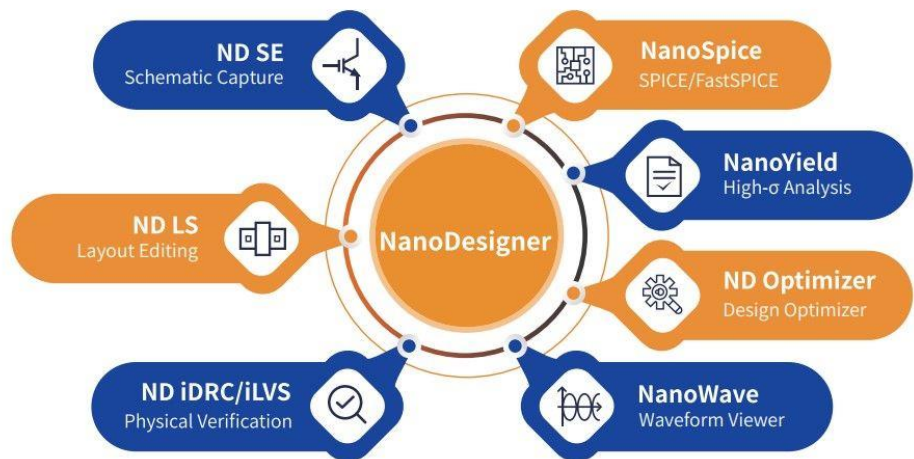 ND SE
Schematic Capture
NanoSpice
SPICE/FastSPICE
NanoYield
High-σ Analysis
ND LS
Layout Editing
NanoDesigner
ND Optimizer
Design Optimizer
ND iDRC/iLVS
Physical Verification
NanoWave
Waveform Viewer